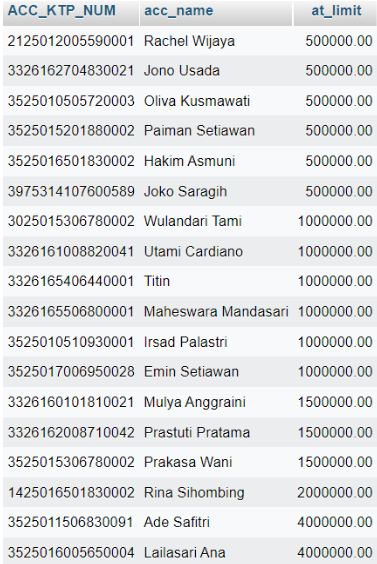 ACC_KTP_NUM acc_name at_limit
2125012005590001 Rachel Wijaya 500000.00
3326162704830021 Jono Usada 500000.00
3525010505720003 Oliva Kusmawati 500000.00
3525015201880002 Paiman Setiawan 500000.00
3525016501830002 Hakim Asmuni 500000.00
3975314107600589 Joko Saragih 500000.00
3025015306780002 Wulandari Tami 1000000.00
3326161008820041 Utami Cardiano 1000000.00
3326165406440001 Titin 1000000.00
3326165506800001 Maheswara Mandasari 1000000.00
3525010510930001 Irsad Palastri 1000000.00
3525017006950028 Emin Setiawan 1000000.00
3326160101810021 Mulya Anggraini 1500000.00
3326162008710042 Prastuti Pratama 1500000.00
3525015306780002 Prakasa Wani 1500000.00
1425016501830002 Rina Sihombing 2000000.00
3525011506830091 Ade Safitri 4000000.00
3525016005650004 Lailasari Ana 4000000.00